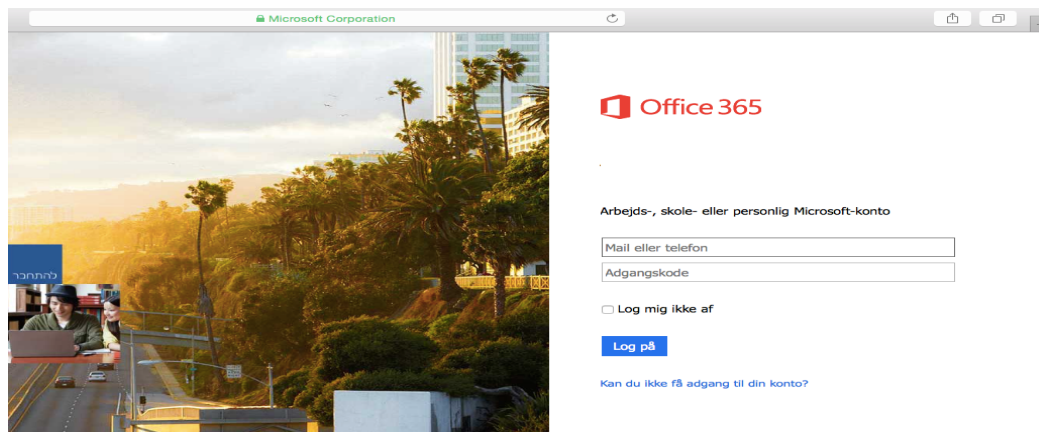 Microsoft Corporation
Office 365
Arbejds-, skole- eller personlig Microsoft-konto
Mail eller telefon
Adgangskode
Log mig ikke af
Log på
Kan du ikke få adgang til din konto?
להתחבר